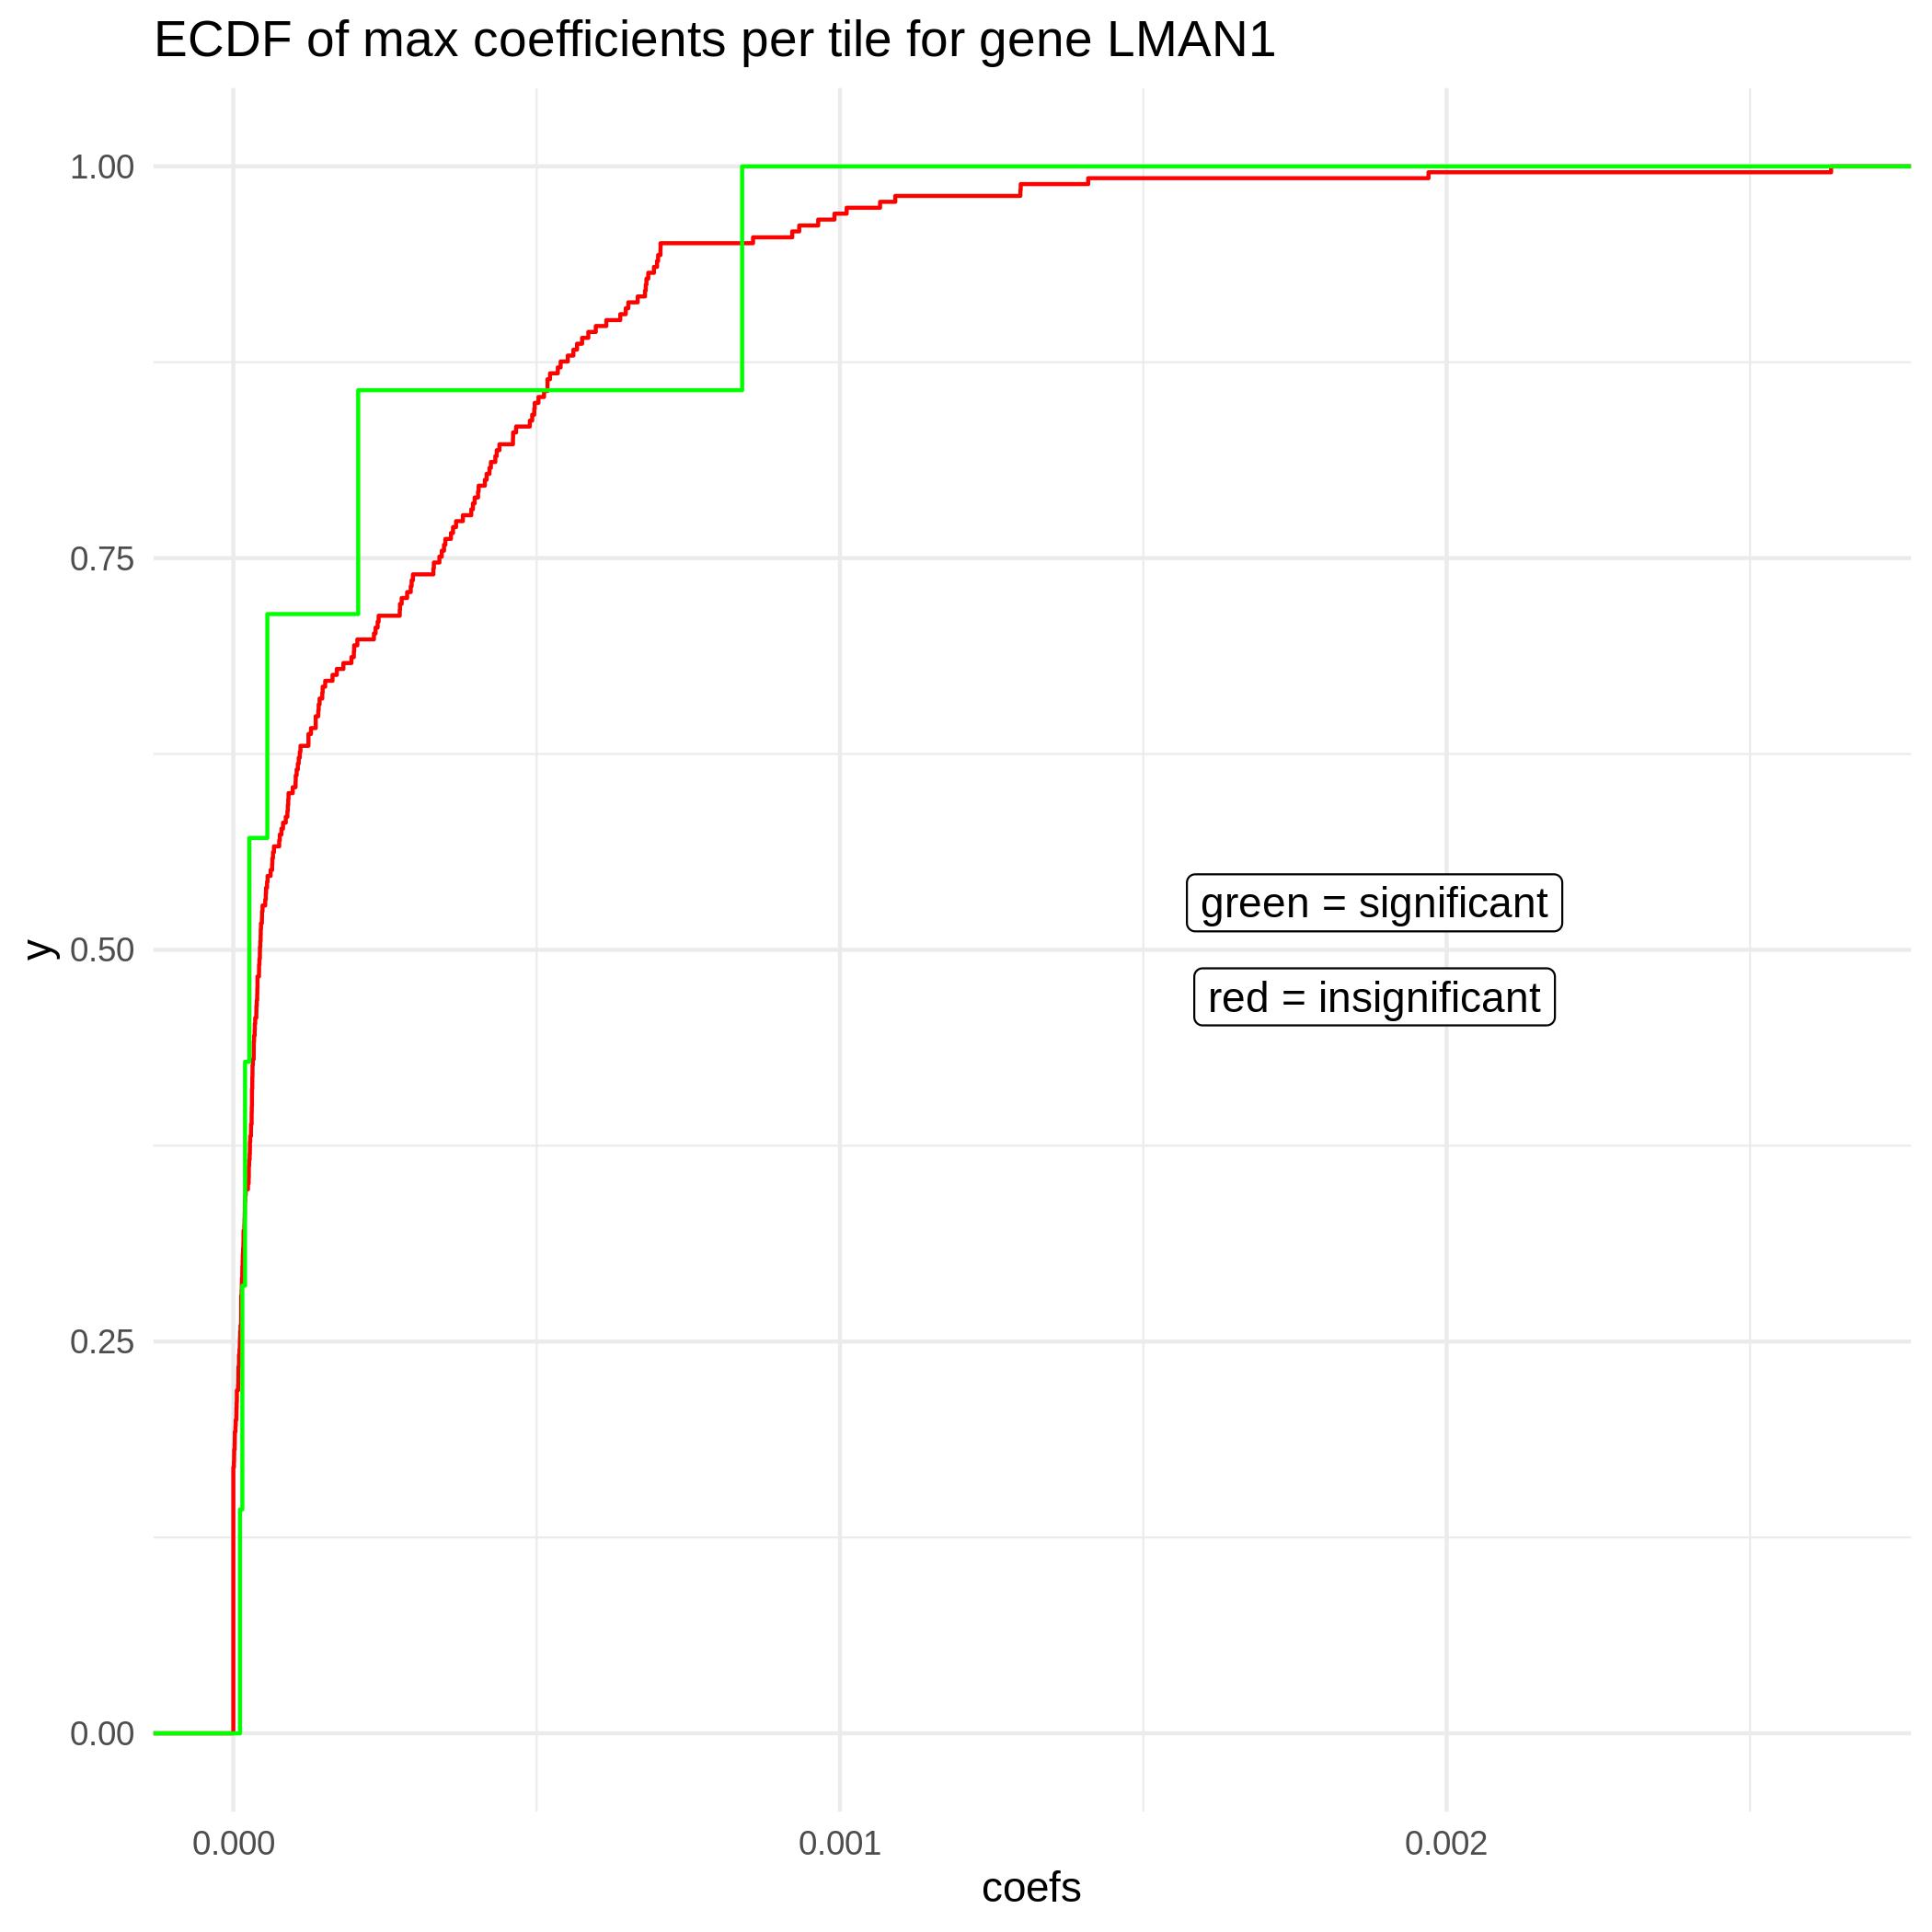 ECDF of max coefficients per tile for gene LMAN1
1.00
0.75
0.50
0.25
0.00
y
green = significant
red = insignificant
0.000
0.001
0.002
coefs